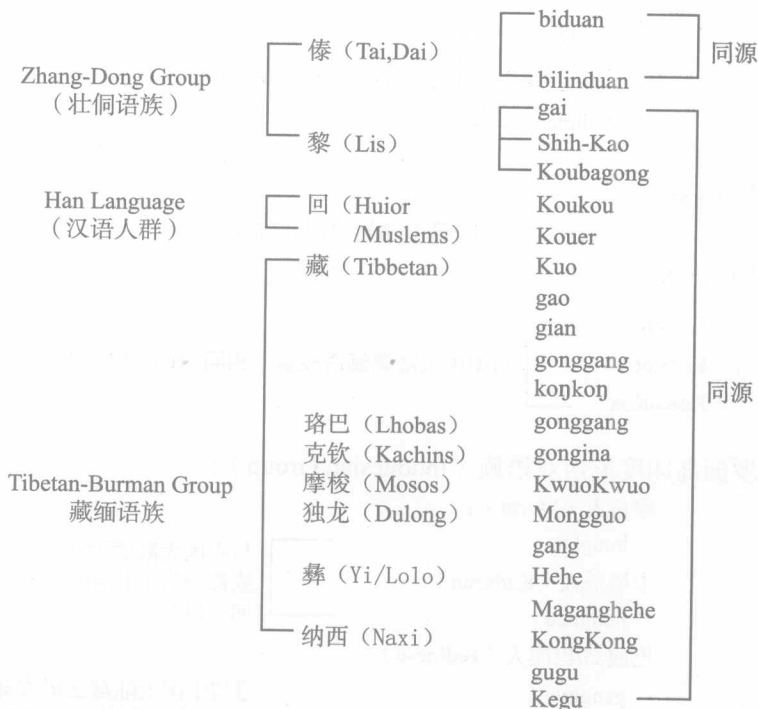 biduan
傣（Tai,Dai） 同源
Zhang-Dong Group
（壮侗语族） bilinduan
gai
黎（Lis） Shih-Kao
Koubagong
Han Language 回（Huior Koukou
（汉语人群） /Muslems） Kouer
藏（Tibbetan） Kuo
gao
gian
gonggang
koŋkoŋ 同源
珞巴（Lhobas） gonggang
克钦（Kachins） gongina
Tibetan-Burman Group 摩梭（Mosos） KwuoKwuo
藏缅语族 独龙（Dulong） Mongguo
gang
彝（Yi/Lolo） Hehe
Maganghehe
纳西（Naxi） KongKong
gugu
Kegu